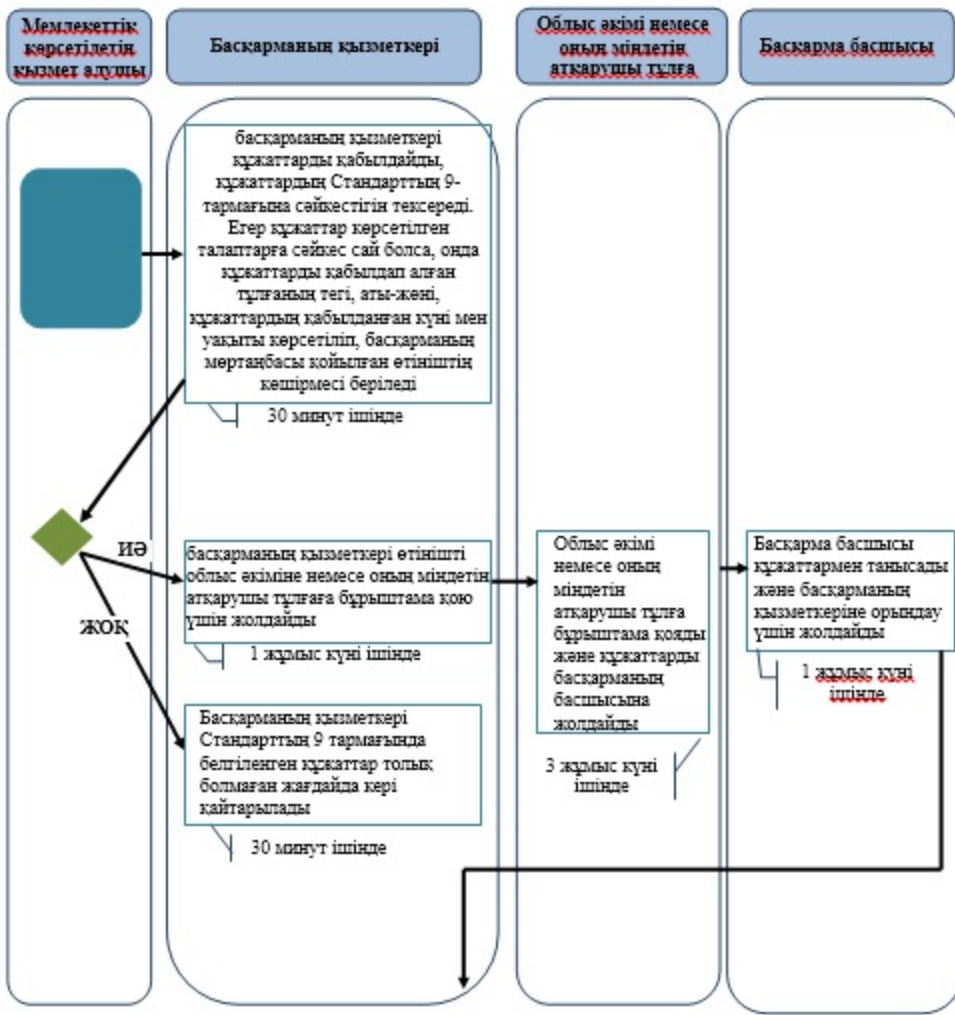 Мемлекеттік
көрсетілетін
қызмет алушы
Басқарманың қызметкері
Облыс әкімі немесе
оның міндетін
атқарушы тұлға
Басқарма басшысы
басқарманың қызметкері
құжаттарды қабылдайды,
құжаттардың Стандарттың 9-
тармағына сәйкестігін тексереді.
Егер құжаттар көрсетілген
талаптарға сәйкес сай болса, онда
құжаттарды қабылдап алған
тұлғаның тегі, аты-жөні,
құжаттардың қабылданған күні мен
уақыты көрсетіліп, басқарманың
мөртаңбасы қойылған өтініштің
көшірмесі беріледі
30 минут ішінде
иә
жоқ
басқарманың қызметкері өтінішті
облыс әкіміне немесе оның міндетін
атқарушы тұлғаға бұрыштама қою
үшін жолдайды
1 жұмыс күні ішінде
Басқарманың қызметкері
Стандарттың 9 тармағында
белгіленген құжаттар толық
болмаған жағдайда кері
қайтарылады
30 минут ішінде
Облыс әкімі
немесе оның
міндетін
атқарушы тұлға
бұрыштама қояды
және құжаттарды
басқарманың
басшысына
жолдайды
3 жұмыс күні
ішінде
Басқарма басшысы
құжаттармен танысады
және басқарманың
қызметкеріне орындау
үшін жолдайды
1 жұмыс күні
ішінде